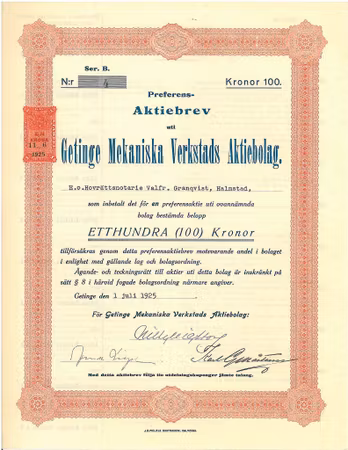 Ser. B.
N:r 4 Kronor 100.
Preferens-
Aktiebrev
uti
Getinge Mekaniska Verkstads Aktiebolag.
E.o.Hovrättsnotarie Valfr. Granqvist, Halmstad,
som inbetalt det för en preferensaktie uti ovannämnda
bolag bestämda belopp
ETTHUNDRA (100) Kronor
tillförsäkras genom detta preferensaktiebrev motsvarande andel i bolaget
i enlighet med gällande lag och bolagsordning.
Ägande- och teckningsrätt till aktier uti detta bolag är inskränkt på
sätt § 8 i härold fogade bolagsordning närmare angiver.
Getinge den 1 juli 1925
För Getinge Mekaniska Verkstads Aktiebolag:
Med detta aktiebrev följa tio utdelningskuponger jämte talong.
1925